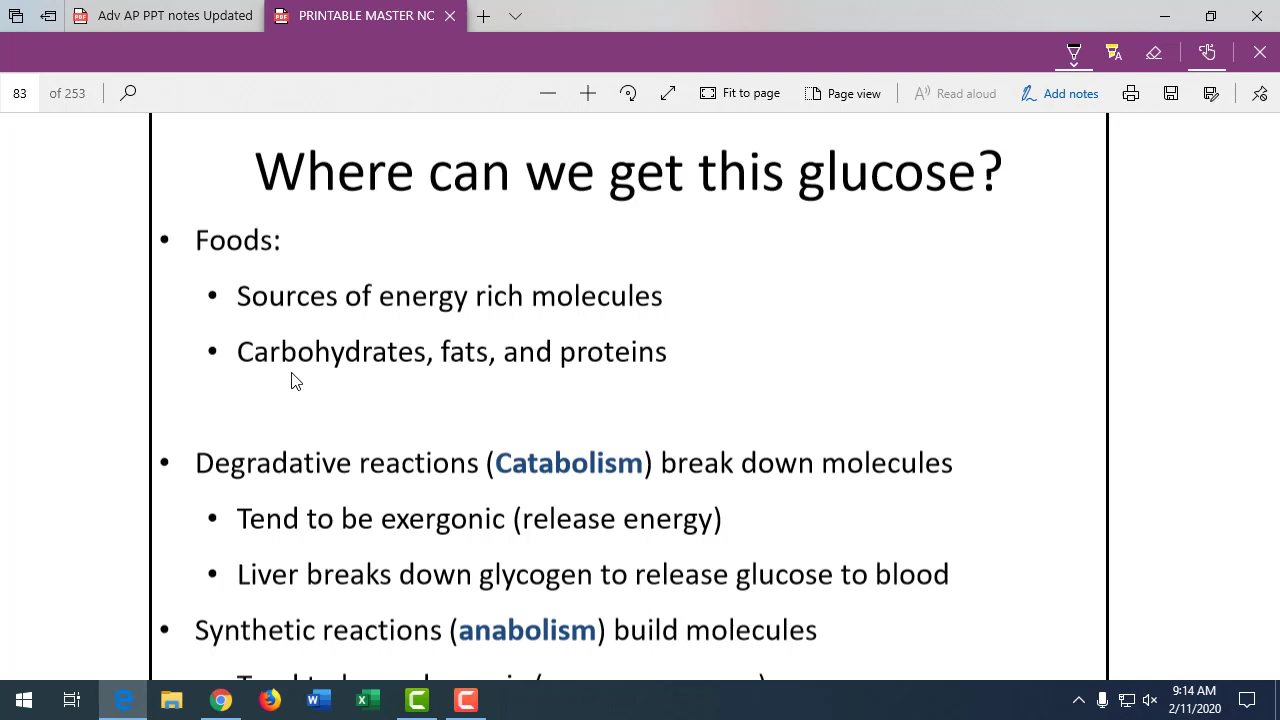 Adv AP PPT notes Updated
PRINTABLE MASTER NC
83 of 253
Fit to page
Page view
Read aloud
Add notes
Where can we get this glucose?
• Foods:
• Sources of energy rich molecules
• Carbohydrates, fats, and proteins
• Degradative reactions (Catabolism) break down molecules
• Tend to be exergonic (release energy)
• Liver breaks down glycogen to release glucose to blood
• Synthetic reactions (anabolism) build molecules
9:14 AM
2/11/2020